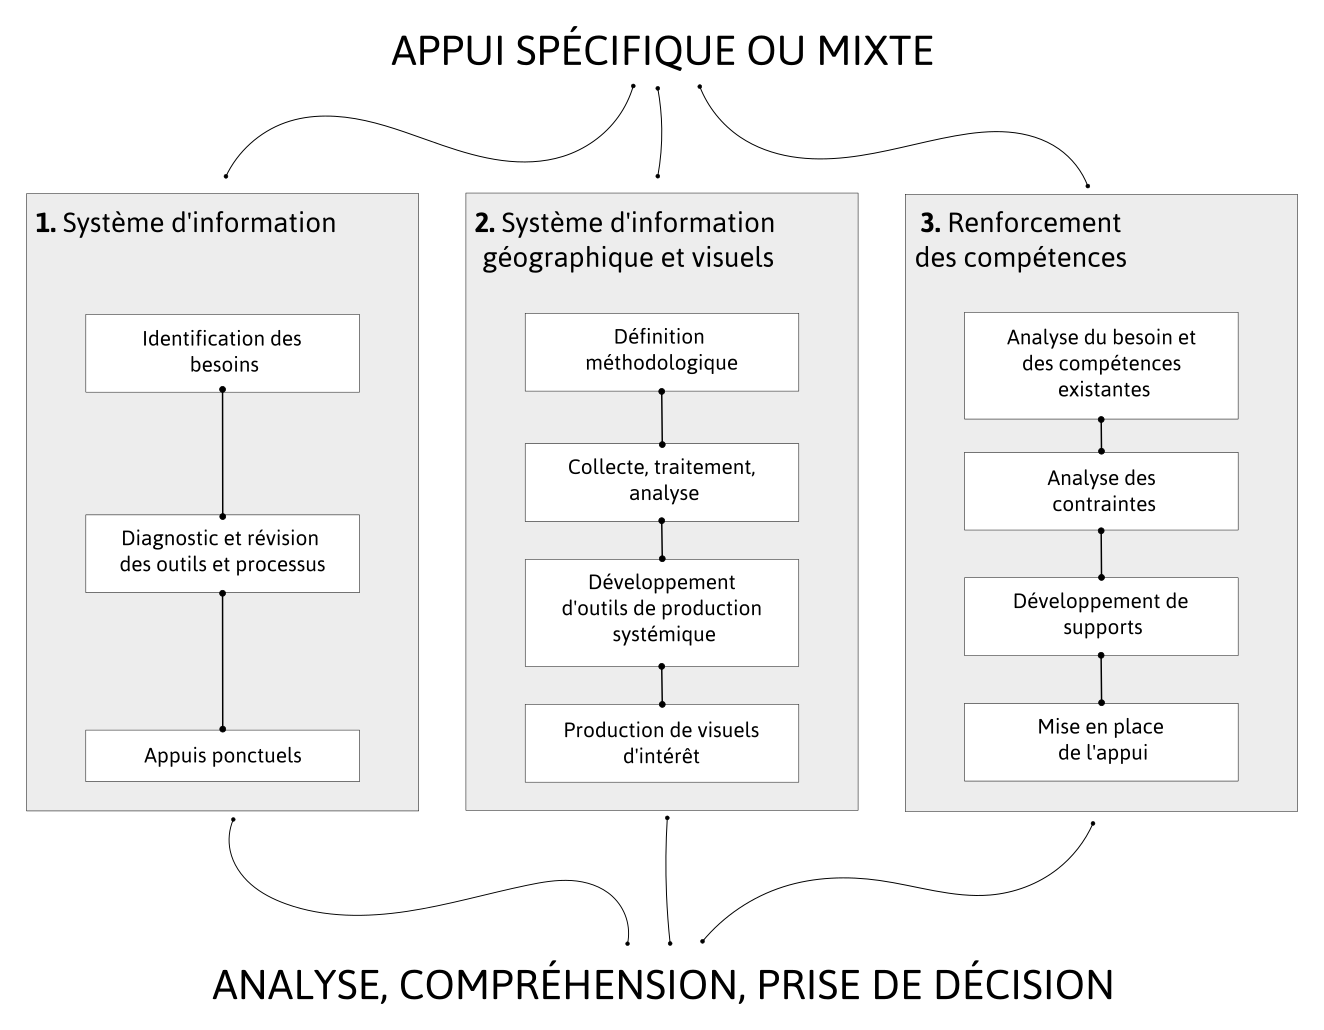 APPUI SPÉCIFIQUE OU MIXTE
1. Système d'information
Identification des
besoins
Diagnostic et révision
des outils et processus
Appuis ponctuels
2. Système d'information
géographique et visuels
Définition
méthodologique
Collecte, traitement,
analyse
Développement
d'outils de production
systémique
Production de visuels
d'intérêt
3. Renforcement
des compétences
Analyse du besoin et
des compétences
existantes
Analyse des
contraintes
Développement de
supports
Mise en place
de l'appui
ANALYSE, COMPRÉHENSION, PRISE DE DÉCISION